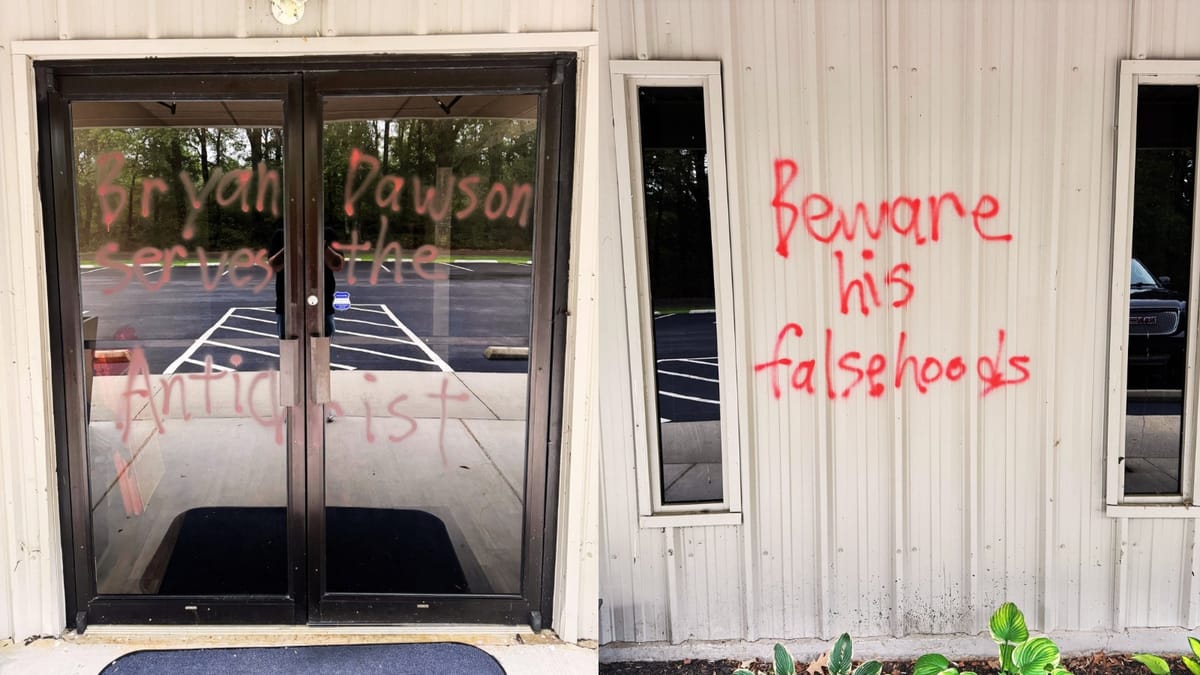 Bryan Dawson
serves the
Antichrist
!
Beware
his
falsehoods